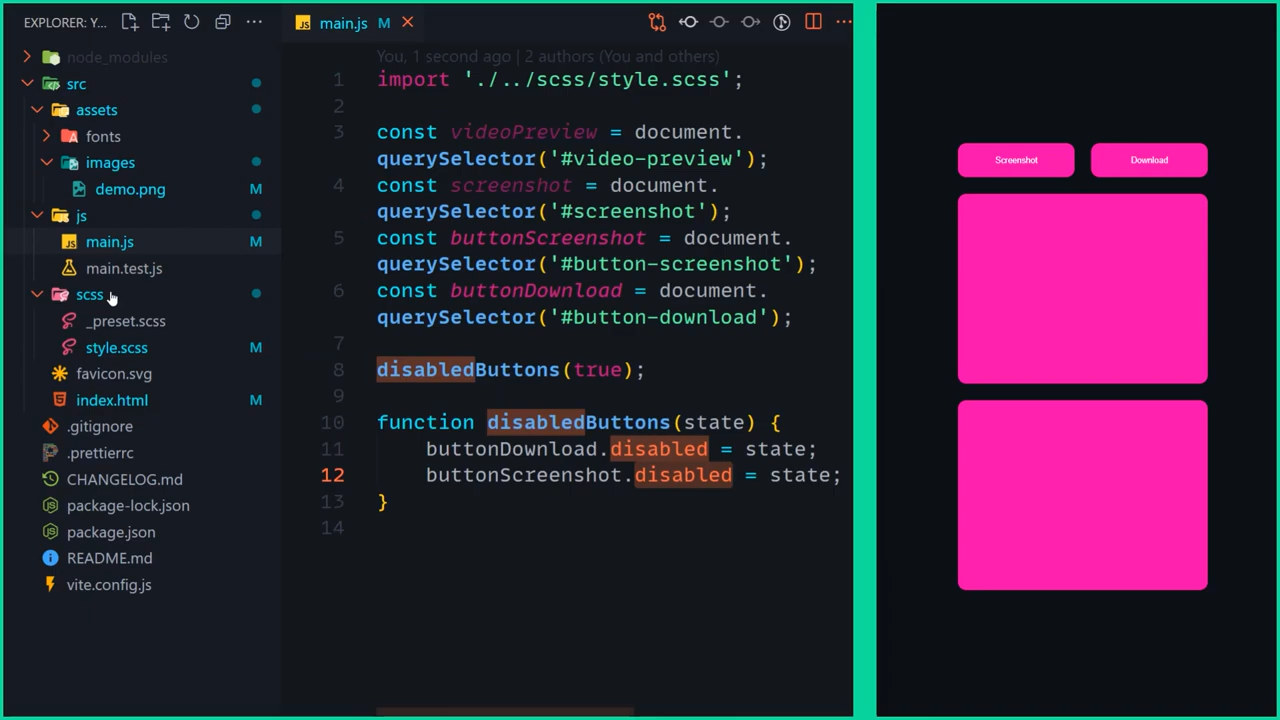 EXPLORER: Y...
node_modules
src
assets
fonts
images
demo.png M
js
main.js M
main.test.js
scss
_preset.scss
style.scss M
favicon.svg
index.html M
.gitignore
.prettierrc
CHANGELOG.md
package-lock.json
package.json
README.md
vite.config.js
JS main.js M
You, 1 second ago | 2 authors (You and others)
1 import './../scss/style.scss';
2
3 const videoPreview = document.
querySelector('#video-preview');
4 const screenshot = document.
querySelector('#screenshot');
5 const buttonScreenshot = document.
querySelector('#button-screenshot');
6 const buttonDownload = document.
querySelector('#button-download');
7
8 disabledButtons(true);
9
10 function disabledButtons(state) {
11 buttonDownload.disabled = state;
12 buttonScreenshot.disabled = state;
13 }
14
Screenshot Download